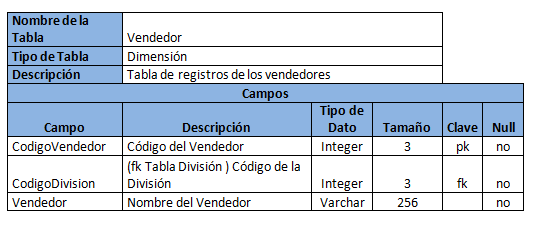 Nombre de la
Tabla Vendedor
Tipo de Tabla Dimensión
Descripción Tabla de registros de los vendedores
Campos
Campo Descripción Tipo de Dato Tamaño Clave Null
CodigoVendedor Código del Vendedor Integer 3 pk no
(fk Tabla División ) Código de la
CodigoDivision División Integer 3 fk no
Vendedor Nombre del Vendedor Varchar 256 no